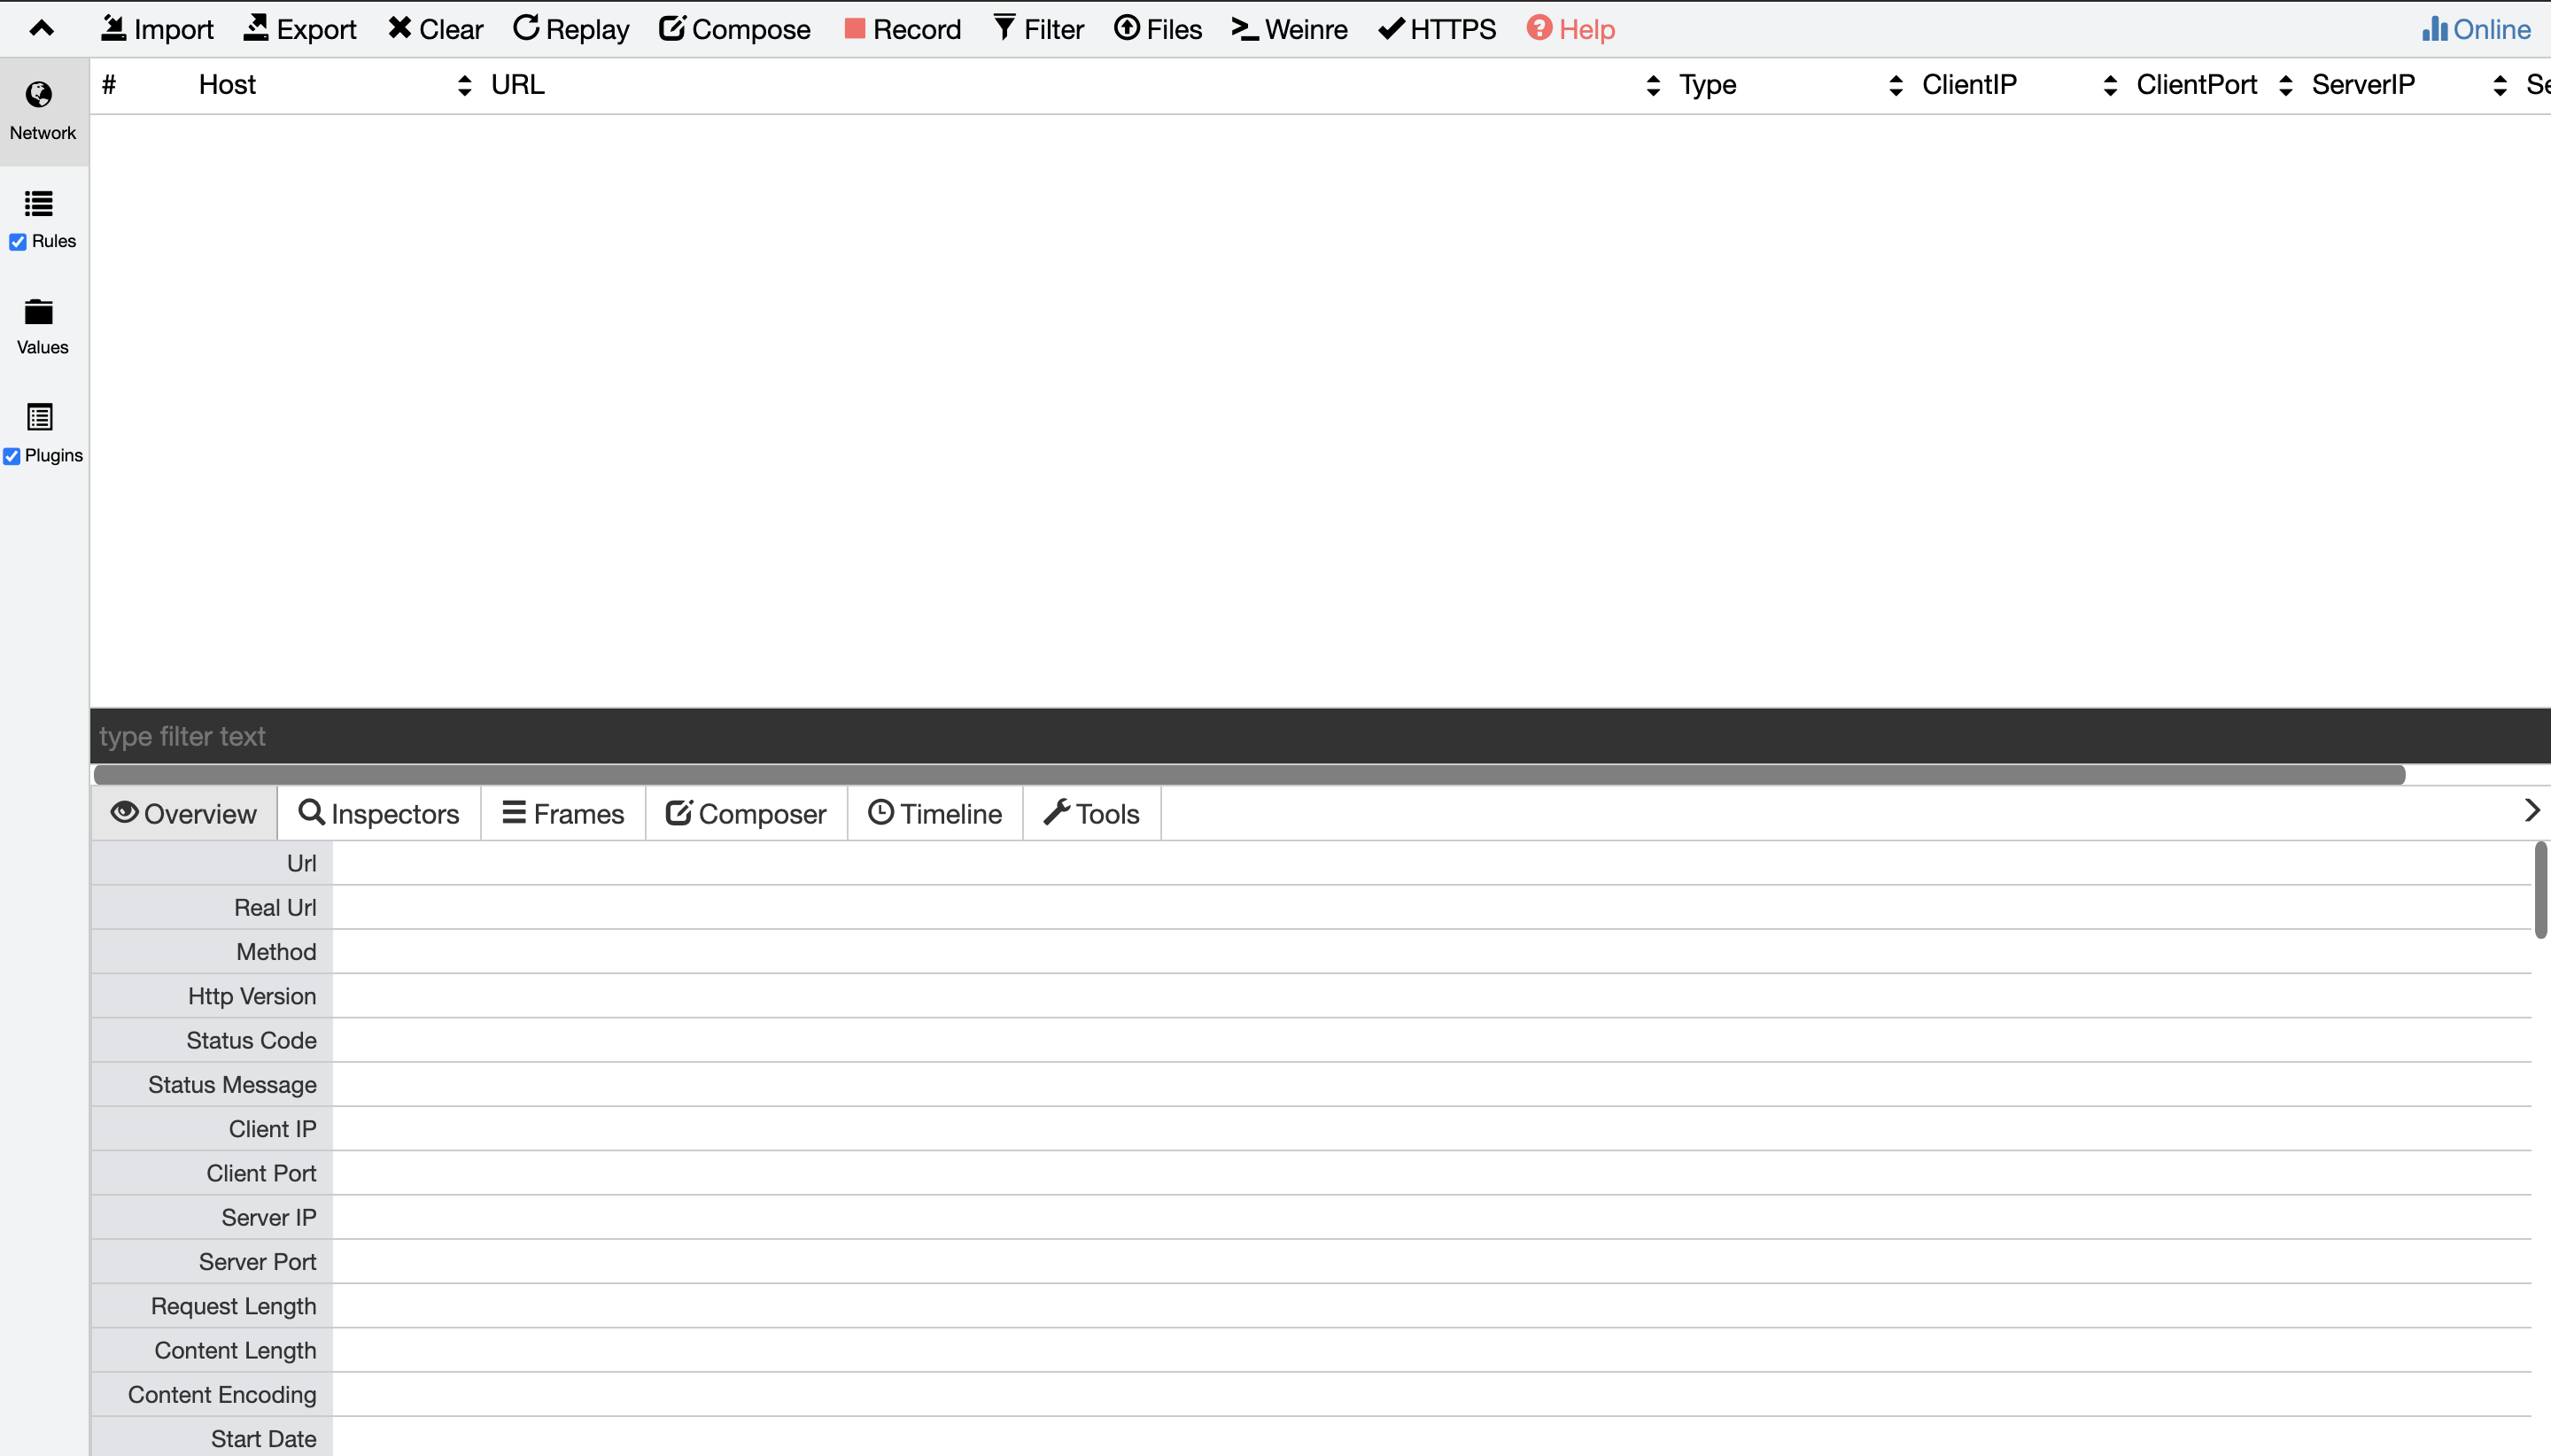 Import Export Clear Replay Compose Record Filter Files Weinre HTTPS Help Online
# Host URL Type ClientIP ClientPort ServerIP Se
Network
Rules
Values
Plugins
type filter text
Overview Inspectors Frames Composer Timeline Tools
Url
Real Url
Method
Http Version
Status Code
Status Message
Client IP
Client Port
Server IP
Server Port
Request Length
Content Length
Content Encoding
Start Date